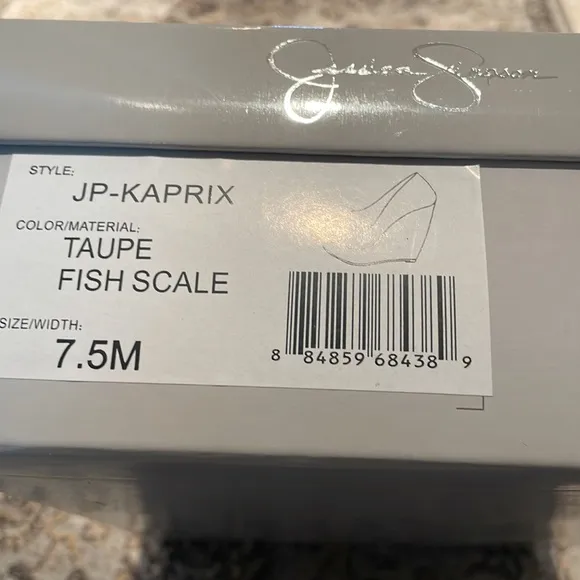 Jessica Simpson
STYLE:
JP-KAPRIX
COLOR/MATERIAL:
TAUPE
FISH SCALE
SIZE/WIDTH:
7.5M
8 84859 68438 9